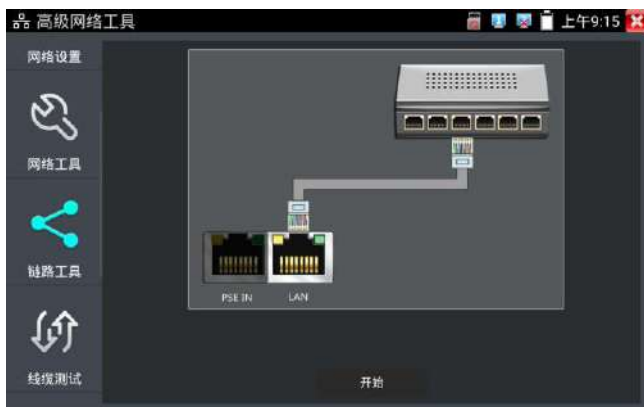 高级网络工具
上午9:15
网络设置
网络工具
链路工具
线缆测试
PSE IN
LAN
开始